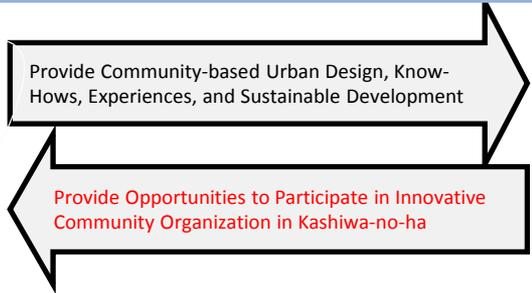 Provide Community-based Urban Design, Know-
Hows, Experiences, and Sustainable Development
Provide Opportunities to Participate in Innovative
Community Organization in Kashiwa-no-ha